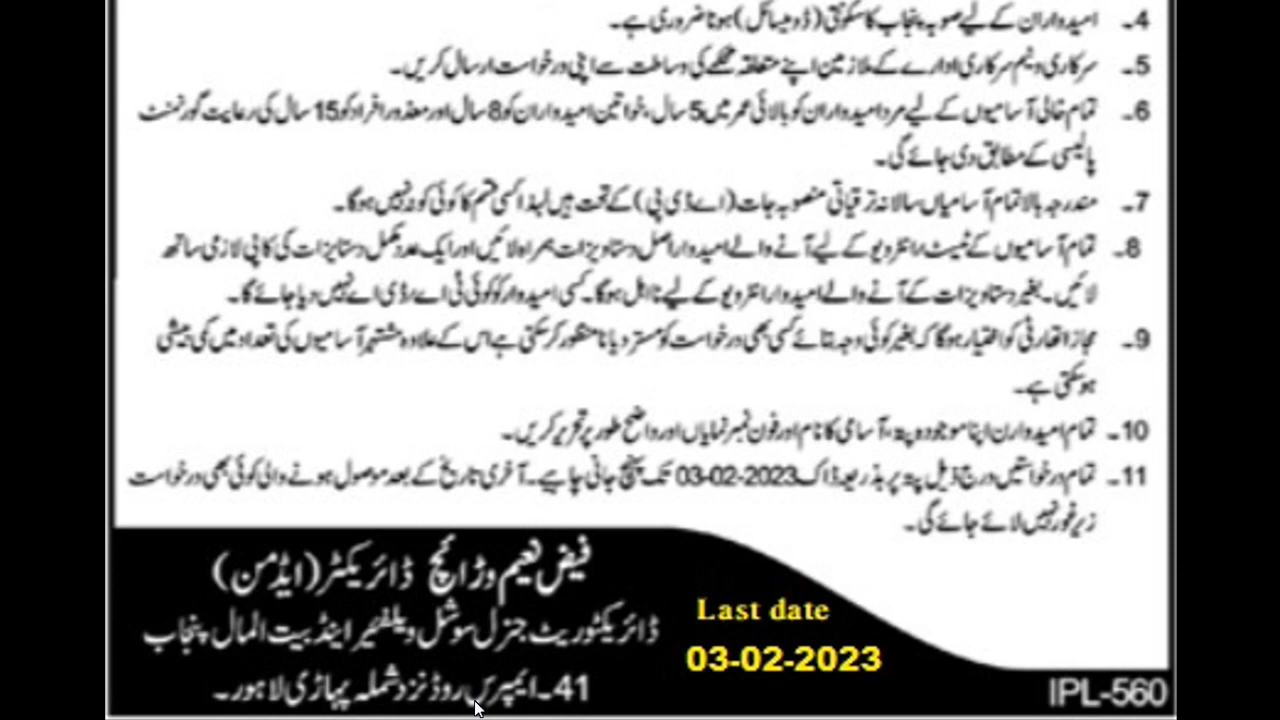 4۔ امیدواران کے لیے صوبہ پنجاب کا سکونتی (ڈومیسائل) ہونا ضروری ہے۔
5۔ سرکاری و نیم سرکاری ادارے کے ملازمین اپنے متعلقہ محکمے کی وساطت سے اپنی درخواست ارسال کریں۔
6۔ تمام خالی آسامیوں کے لیے مرد امیدواران کو بالائی عمر میں 5 سال، خواتین امیدواران کو 8 سال اور معذور افراد کو 15 سال کی رعایت گورنمنٹ
پالیسی کے مطابق دی جائے گی۔
7۔ مندرجہ بالا تمام آسامیاں سالانہ ترقیاتی منصوبہ جات (اے ڈی پی) کے تحت ہیں لہذا کسی قسم کا کوئی کوٹہ نہیں ہوگا۔
8۔ تمام آسامیوں کے ٹیسٹ / انٹرویو کے لیے آنے والے امیدوار اصل دستاویزات ہمراہ لائیں اور ایک عدد مکمل دستاویزات کی کاپی لازمی ساتھ
لائیں۔ بغیر دستاویزات کے آنے والے امیدوار انٹرویو کے لیے نااہل ہوگا۔ کسی امیدوار کو کوئی ٹی اے / ڈی اے نہیں دیا جائے گا۔
9۔ مجاز اتھارٹی کو اختیار ہوگا کہ بغیر کوئی وجہ بتائے کسی بھی درخواست کو مسترد یا نامنظور کر سکتی ہے اس کے علاوہ مشتہر آسامیوں کی تعداد میں کمی بیشی
ہو سکتی ہے۔
10۔ تمام امیدوارن اپنا موجودہ پتہ، آسامی کا نام اور فون نمبر نمایاں اور واضح طور پر تحریر کریں۔
11۔ تمام درخواستیں درج ذیل پتہ پر بذریعہ ڈاک 03-02-2023 تک پہنچ جانی چاہیے۔ آخری تاریخ کے بعد موصول ہونے والی کوئی بھی درخواست
زیر غور نہیں لائے جائے گی۔
فیض نعیم وڑائچ ڈائریکٹر (ایڈمن)
ڈائریکٹوریٹ جنرل سوشل ویلفئیر اینڈ بیت المال پنجاب
41۔ ایمپریس روڈ نزد شملہ پہاڑی لاہور۔
Last date
03-02-2023
IPL-560